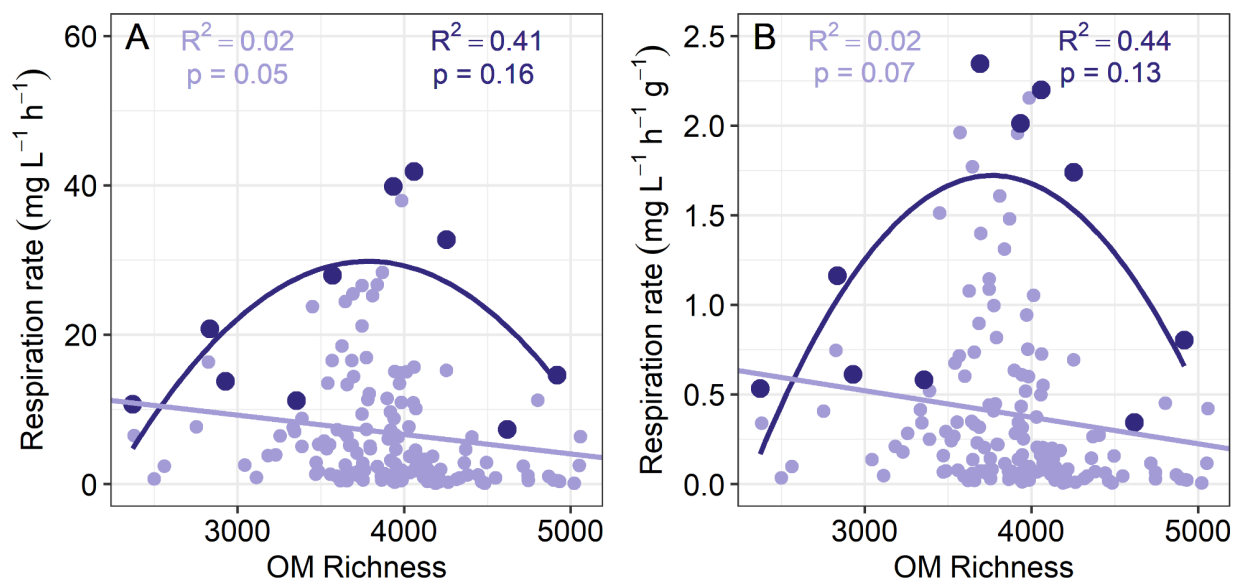 A
R² = 0.02
p = 0.05
R² = 0.41
p = 0.16
60
40
20
0
Respiration rate (mg L⁻¹ h⁻¹)
3000 4000 5000
OM Richness
B
R² = 0.02
p = 0.07
R² = 0.44
p = 0.13
2.5
2.0
1.5
1.0
0.5
0.0
Respiration rate (mg L⁻¹ h⁻¹ g⁻¹)
3000 4000 5000
OM Richness